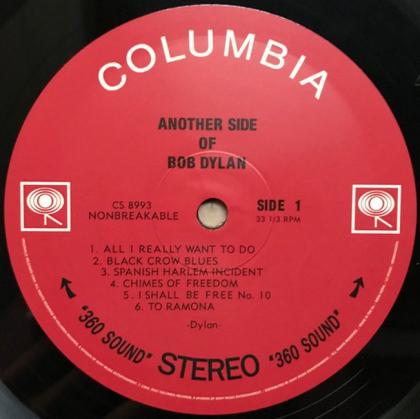 COLUMBIA
ANOTHER SIDE
OF
BOB DYLAN
CS 8993
NONBREAKABLE
SIDE 1
33 1/3 RPM
1. ALL I REALLY WANT TO DO
2. BLACK CROW BLUES
3. SPANISH HARLEM INCIDENT
4. CHIMES OF FREEDOM
5. I SHALL BE FREE No. 10
6. TO RAMONA
-Dylan-
"360 SOUND" STEREO "360 SOUND"